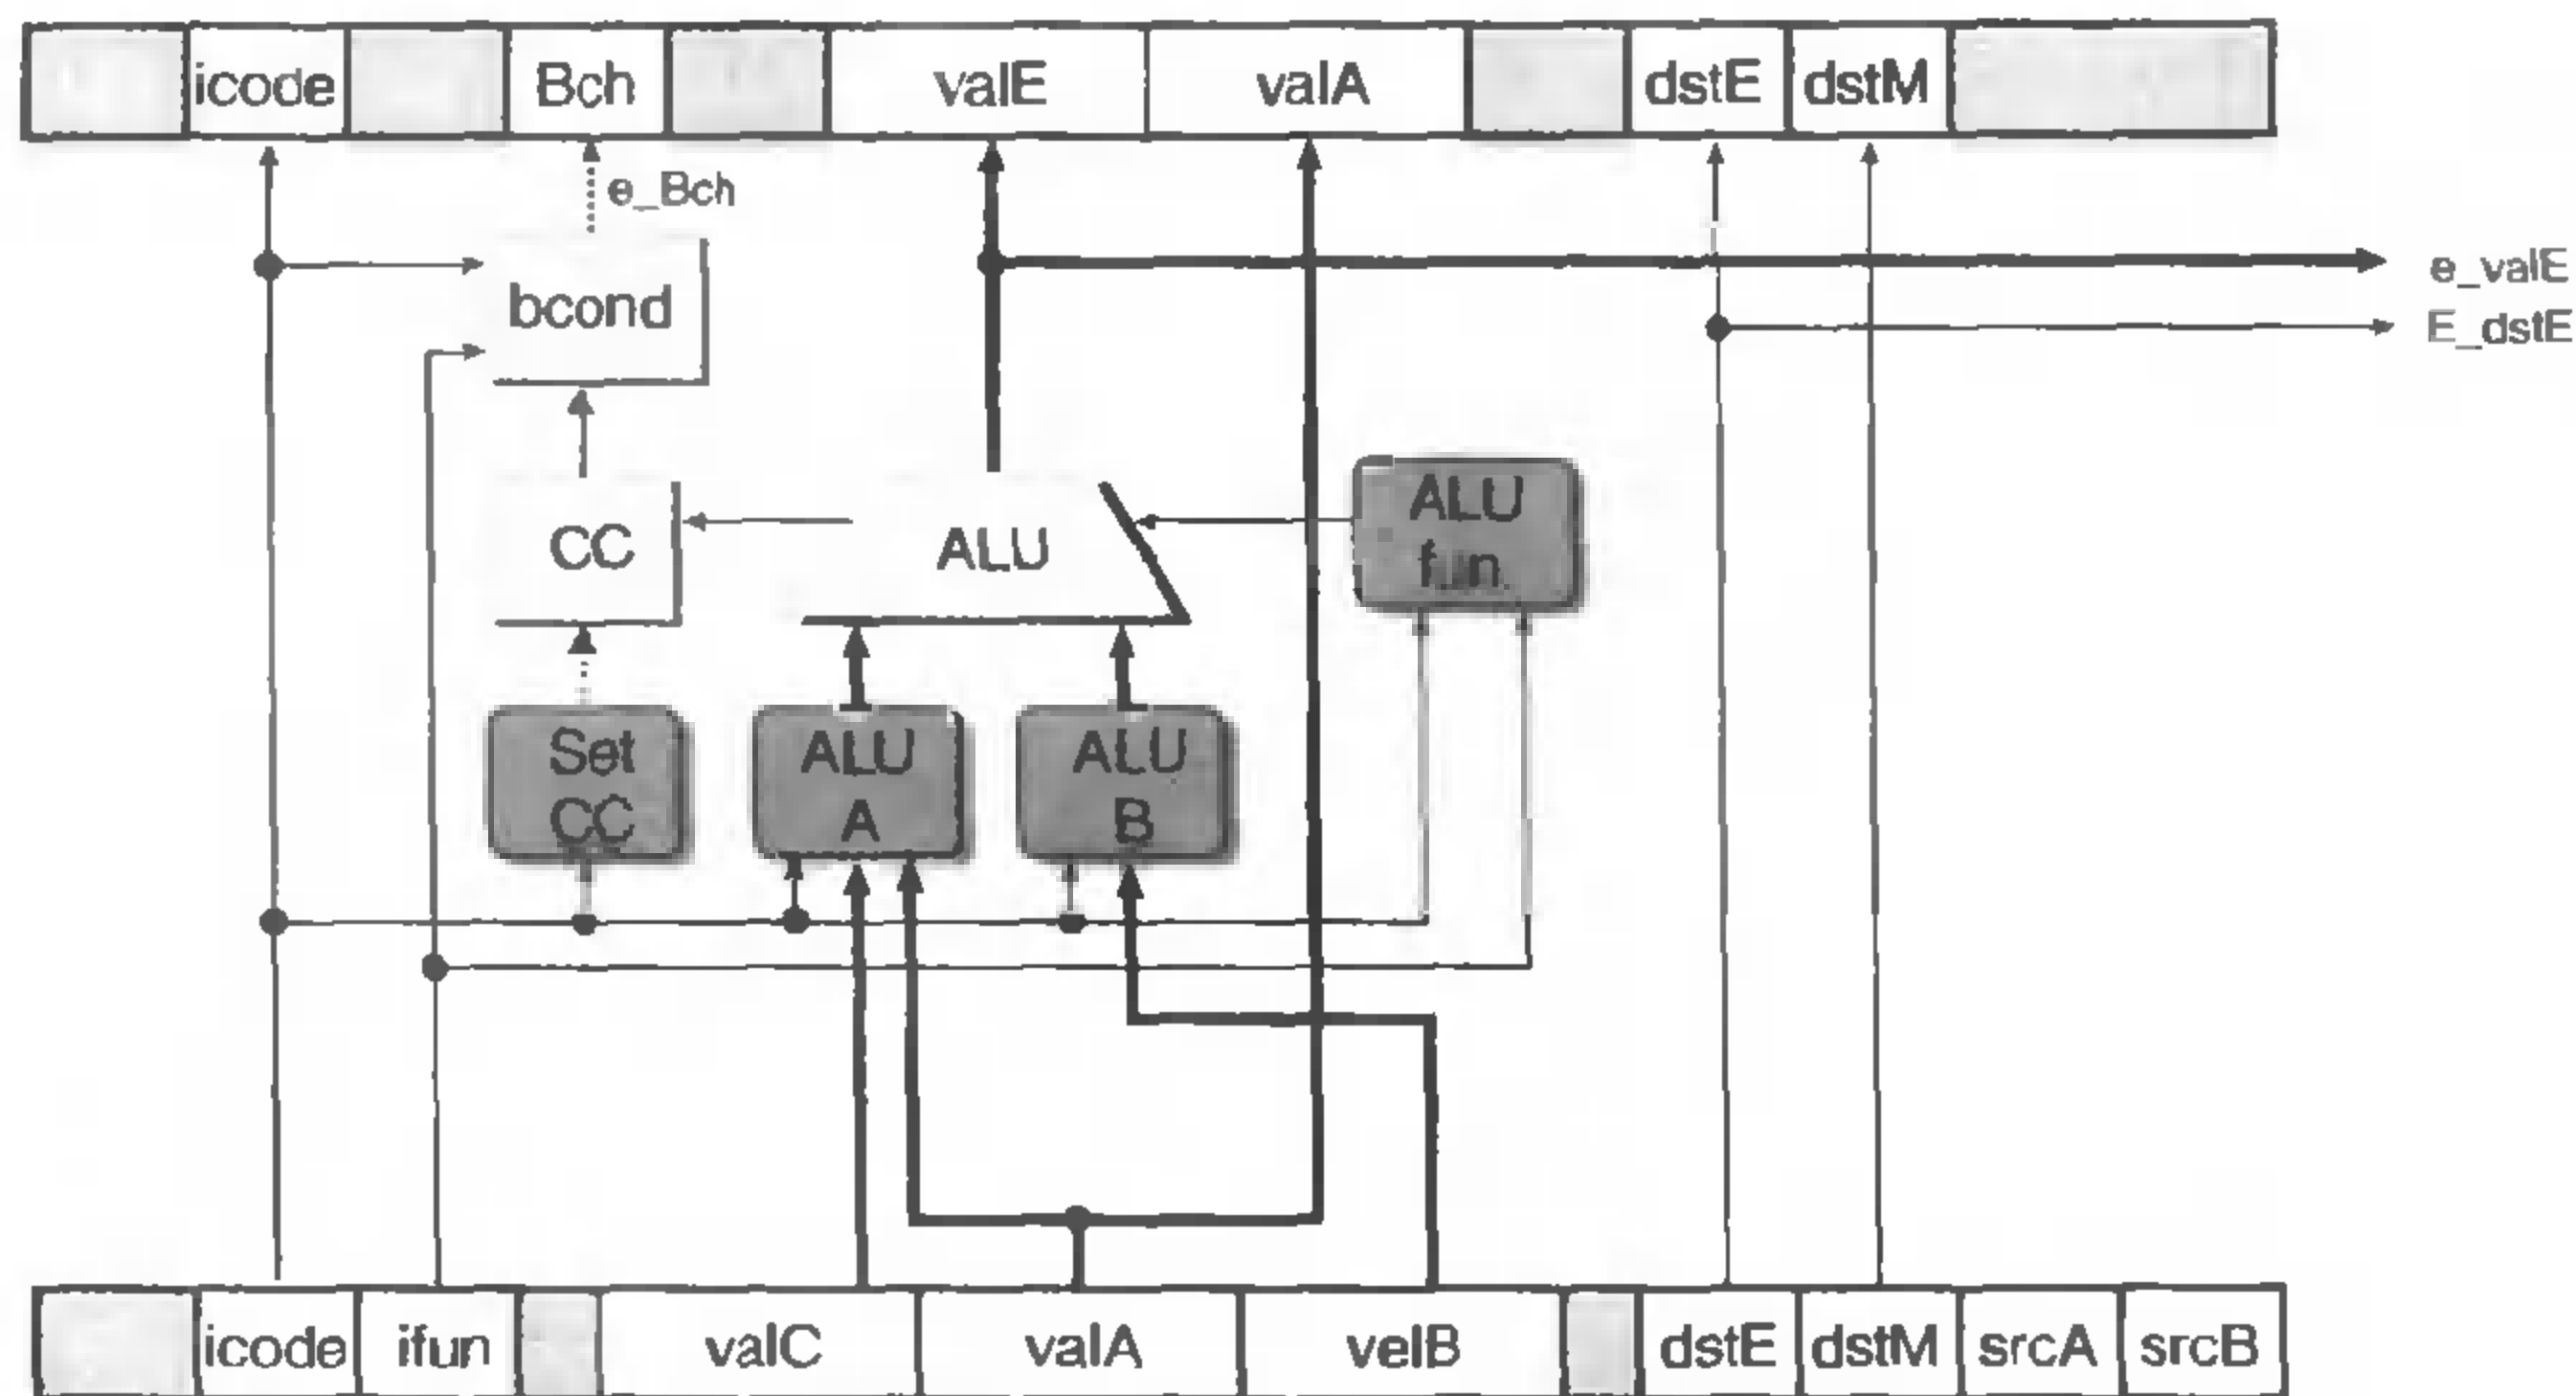 icode Bch valE valA dstE dstM
e_Bch
e_valE
bcond
E_dstE
CC
ALU
ALU
fun.
Set
CC
ALU
A
ALU
B
icode ifun valC valA velB dstE dstM srcA srcB